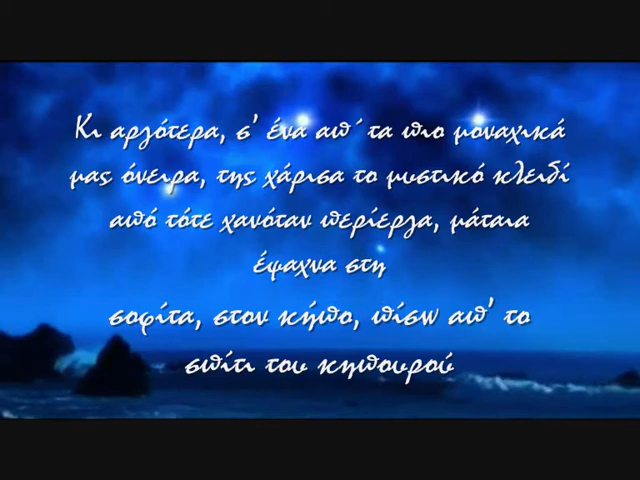 Κι αργότερα, σ' ένα απ΄ τα πιο μοναχικά
μας όνειρα, της χάρισα το μυστικό κλειδί
από τότε χανόταν περίεργα, μάταια
έψαχνα στη
σοφίτα, στον κήπο, πίσω απ' το
σπίτι του κηπουρού